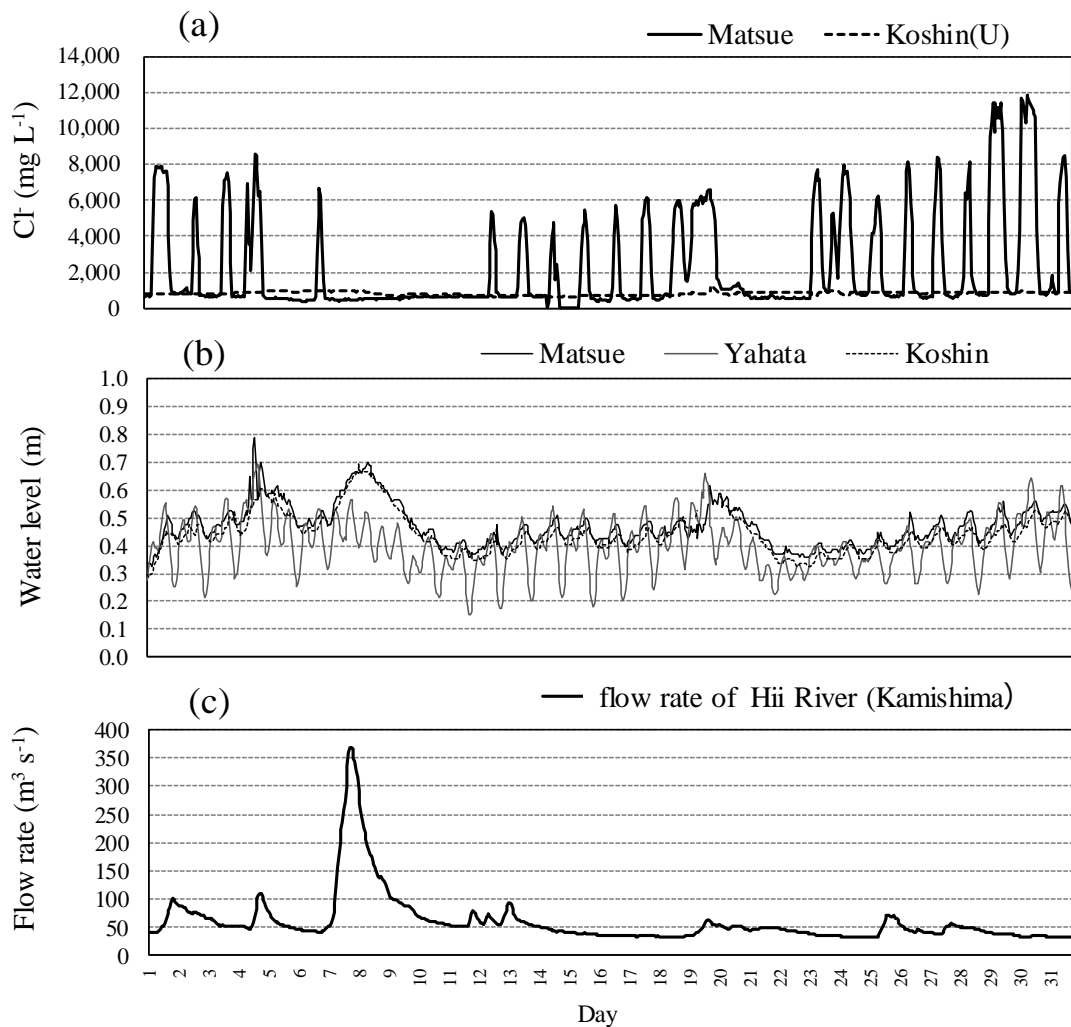 (a)
Matsue Koshin(U)
14,000
12,000
10,000
8,000
6,000
4,000
2,000
0
Cl- (mg L-1)
(b)
Matsue Yahata Koshin
1.0
0.9
0.8
0.7
0.6
0.5
0.4
0.3
0.2
0.1
0.0
Water level (m)
(c)
flow rate of Hii River (Kamishima)
400
350
300
250
200
150
100
50
0
Flow rate (m³ s-1)
1 2 3 4 5 6 7 8 9 10 11 12 13 14 15 16 17 18 19 20 21 22 23 24 25 26 27 28 29 30 31
Day